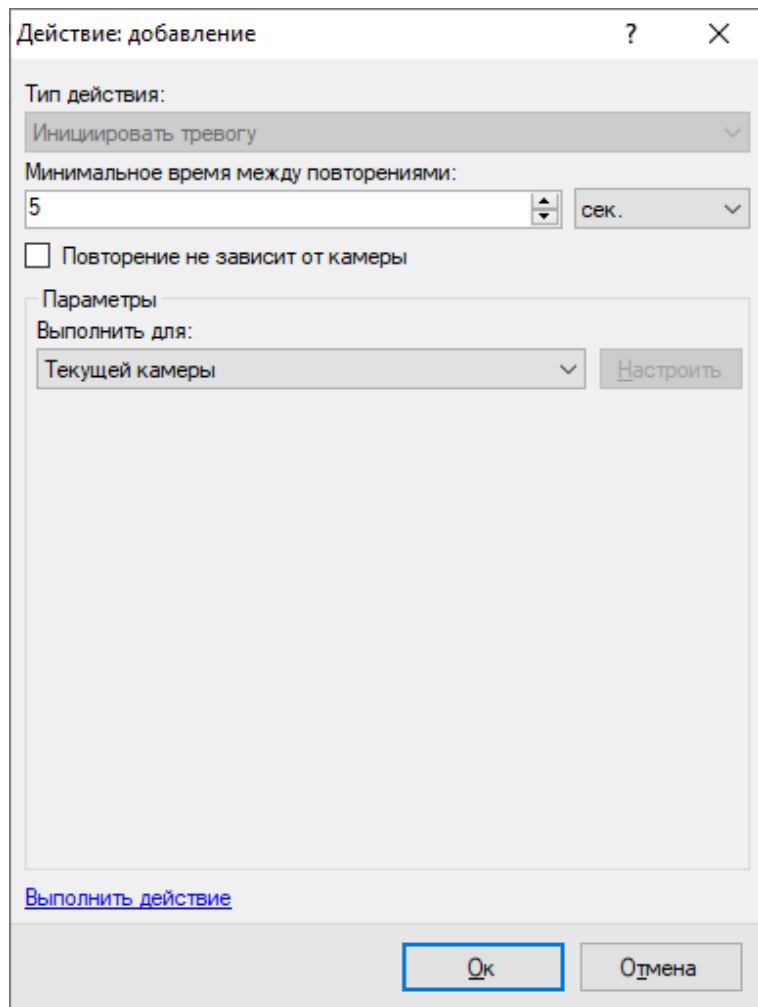 Действие: добавление ?
Тип действия:
Инициировать тревогу
Минимальное время между повторениями:
5 сек.
Повторение не зависит от камеры
Параметры
Выполнить для:
Текущей камеры Настроить
Выполнить действие
Ок Отмена